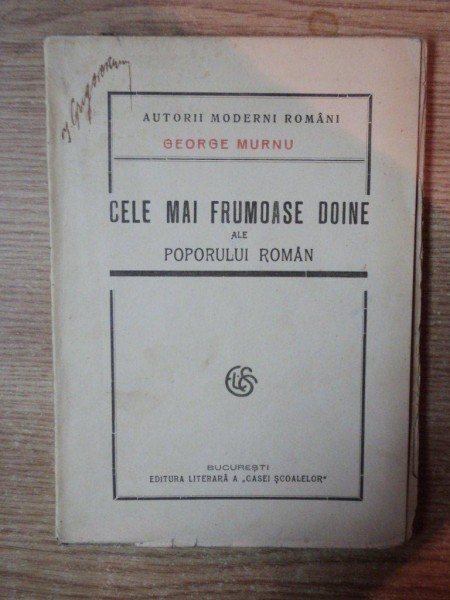 AUTORII MODERNI ROMÂNI
GEORGE MURNU
CELE MAI FRUMOASE DOINE
ALE
POPORULUI ROMÂN
BUCUREȘTI
EDITURA LITERARĂ A „CASEI ȘCOALELOR"